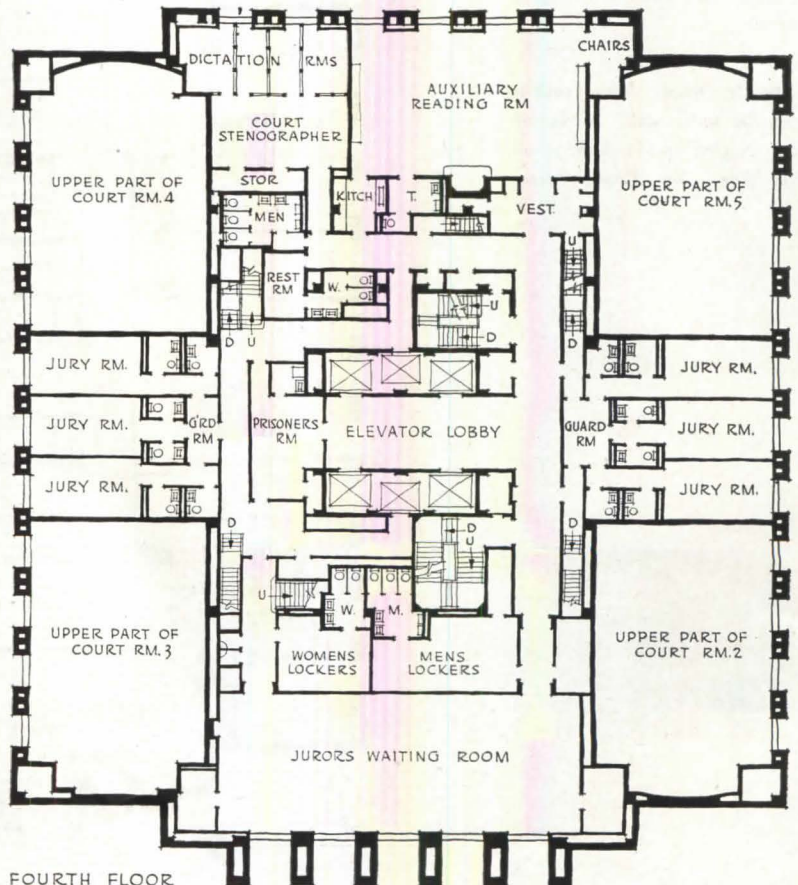 CHAIRS
DICTATION RMS
AUXILIARY
READING RM
COURT
STENOGRAPHER
STOR
KITCH
T.
UPPER PART OF
COURT RM.4
MEN
VEST.
UPPER PART OF
COURT RM.5
U
REST
RM
W.
U
D
U
D
D
JURY RM.
JURY RM.
JURY RM.
G'RD
RM
PRISONERS
RM
ELEVATOR LOBBY
GUARD
RM
JURY RM.
JURY RM.
JURY RM.
D
D
U
D
U
W.
M.
UPPER PART OF
COURT RM.3
WOMENS
LOCKERS
MENS
LOCKERS
UPPER PART OF
COURT RM.2
JURORS WAITING ROOM
FOURTH FLOOR